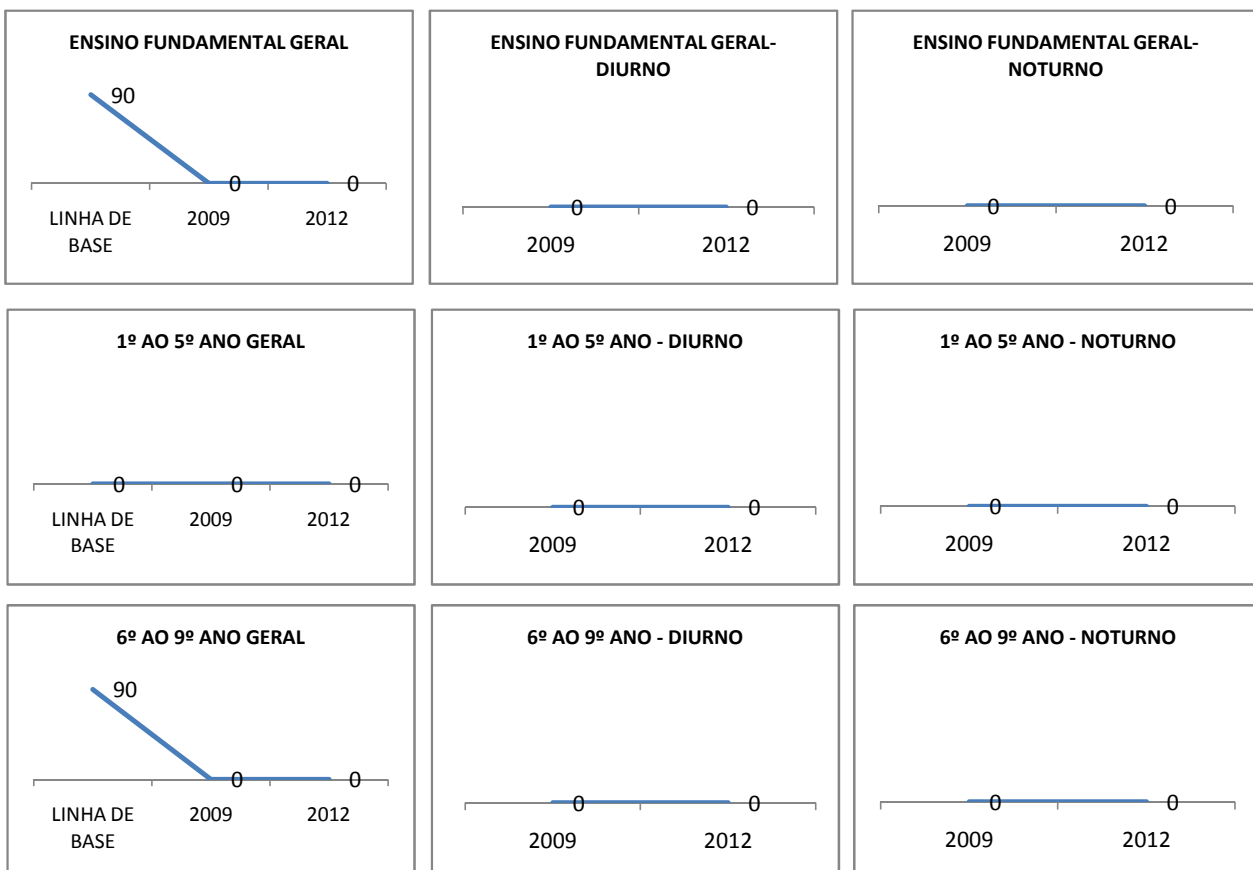 ENSINO FUNDAMENTAL GERAL
90
0
0
LINHA DE
BASE
2009
2012
ENSINO FUNDAMENTAL GERAL-
DIURNO
0
0
2009
2012
ENSINO FUNDAMENTAL GERAL-
NOTURNO
0
0
2009
2012
1º AO 5º ANO GERAL
0
0
0
LINHA DE
BASE
2009
2012
1º AO 5º ANO - DIURNO
0
0
2009
2012
1º AO 5º ANO - NOTURNO
0
0
2009
2012
6º AO 9º ANO GERAL
90
0
0
LINHA DE
BASE
2009
2012
6º AO 9º ANO - DIURNO
0
0
2009
2012
6º AO 9º ANO - NOTURNO
0
0
2009
2012